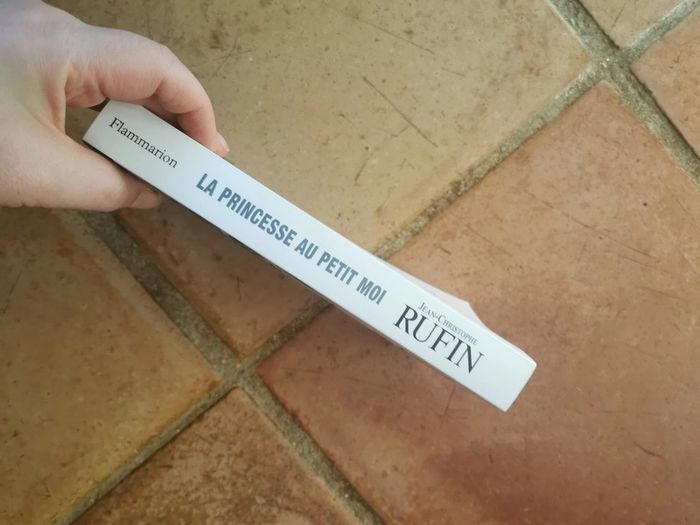 Flammarion
LA PRINCESSE AU PETIT MOI
JEAN-CHRISTOPHE
RUFIN